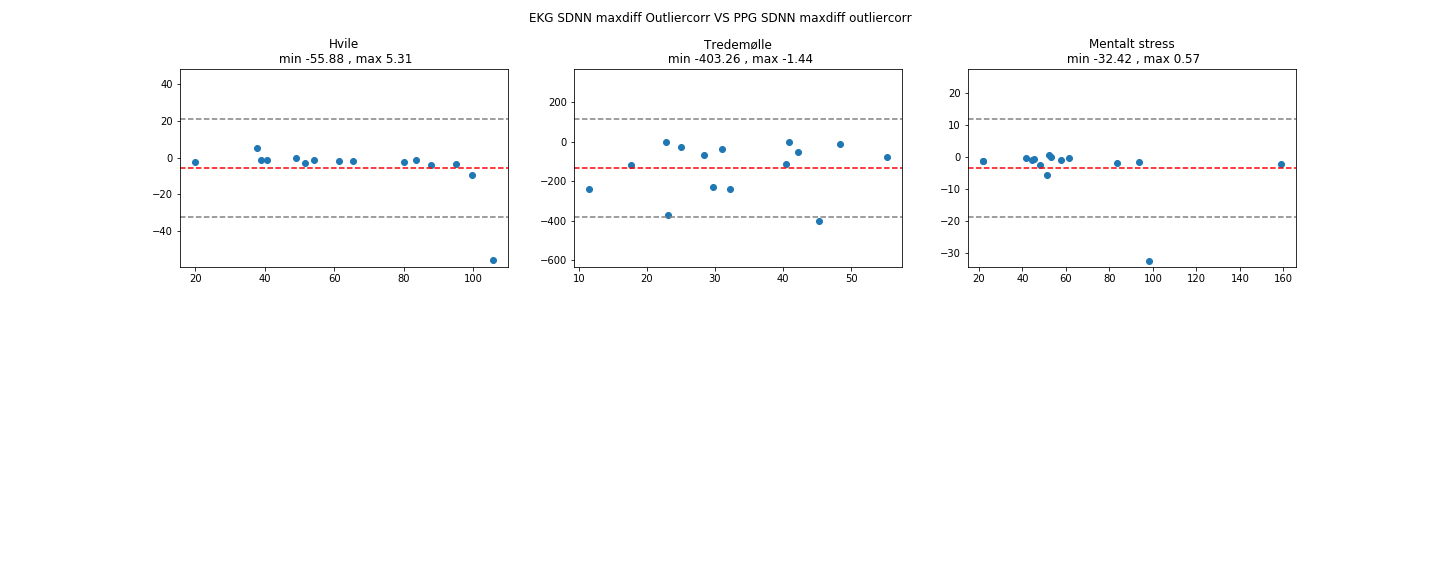 EKG SDNN maxdiff Outliercorr VS PPG SDNN maxdiff outliercorr
Hvile
min -55.88 , max 5.31
40
20
0
−20
−40
20 40 60 80 100
Tredemølle
min -403.26 , max -1.44
200
0
−200
−400
−600
10 20 30 40 50
Mentalt stress
min -32.42 , max 0.57
20
10
0
−10
−20
−30
20 40 60 80 100 120 140 160